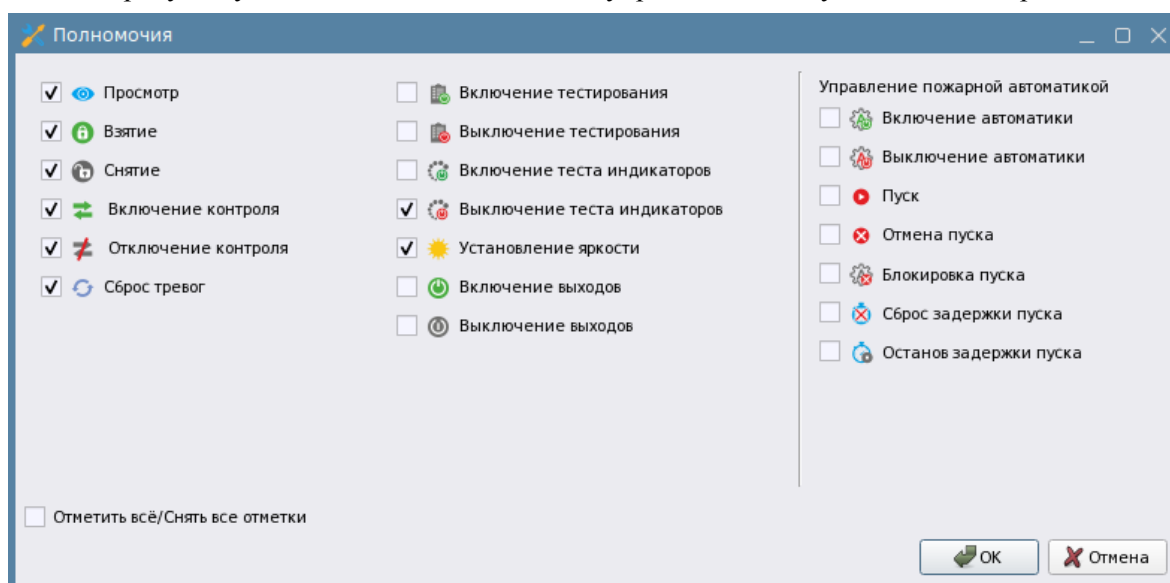 Полномочия
Просмотр
Взятие
Снятие
Включение контроля
Отключение контроля
Сброс тревог
Включение тестирования
Выключение тестирования
Включение теста индикаторов
Выключение теста индикаторов
Установление яркости
Включение выходов
Выключение выходов
Управление пожарной автоматикой
Включение автоматики
Выключение автоматики
Пуск
Отмена пуска
Блокировка пуска
Сброс задержки пуска
Останов задержки пуска
Отметить всё/Снять все отметки
OK
Отмена